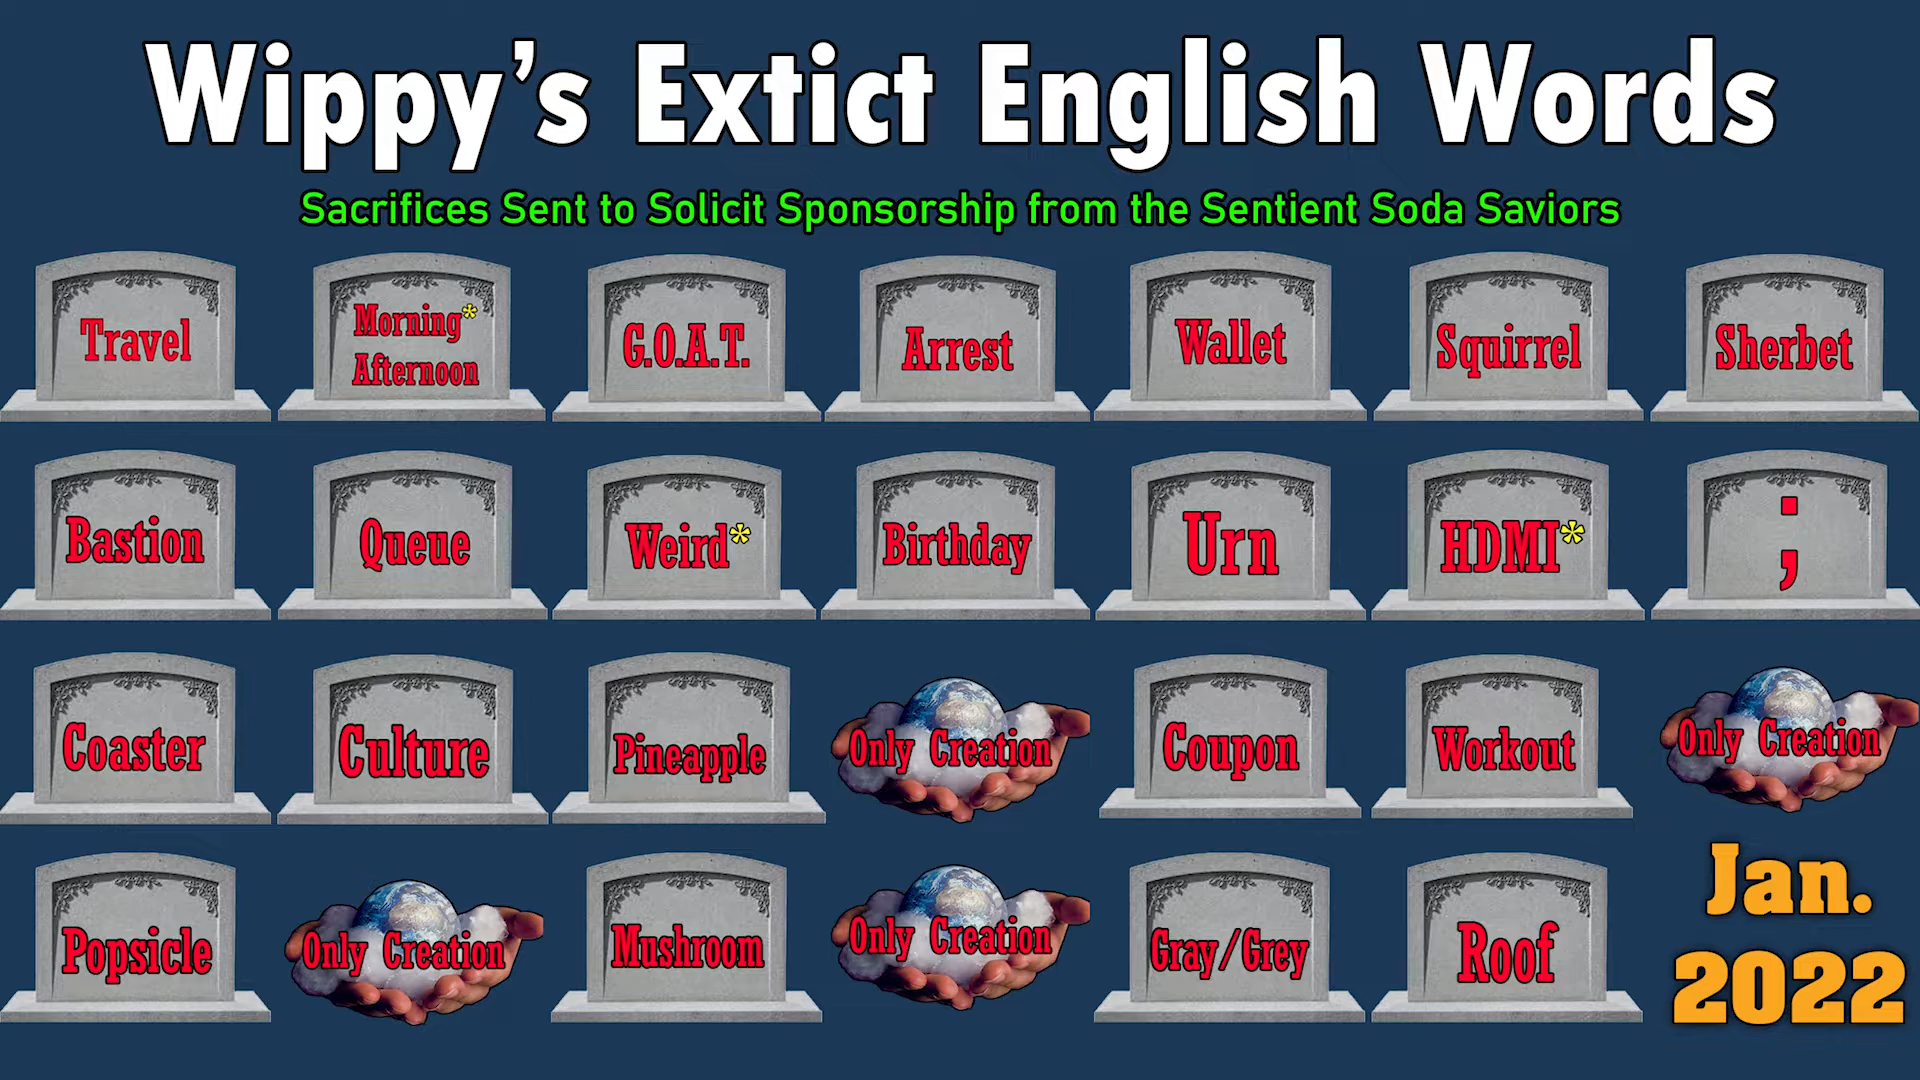 Wippy's Extict English Words
Sacrifices Sent to Solicit Sponsorship from the Sentient Soda Saviors
Travel
Morning*
Afternoon
G.O.A.T.
Arrest
Wallet
Squirrel
Sherbet
Bastion
Queue
Weird*
Birthday
Urn
HDMI*
;
Coaster
Culture
Pineapple
Only Creation
Coupon
Workout
Only Creation
Popsicle
Only Creation
Mushroom
Only Creation
Gray/Grey
Roof
Jan.
2022